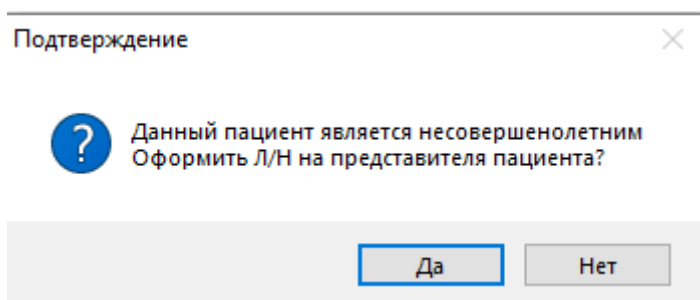 Подтверждение
Данный пациент является несовершенолетним
Оформить Л/Н на представителя пациента?
Да
Нет